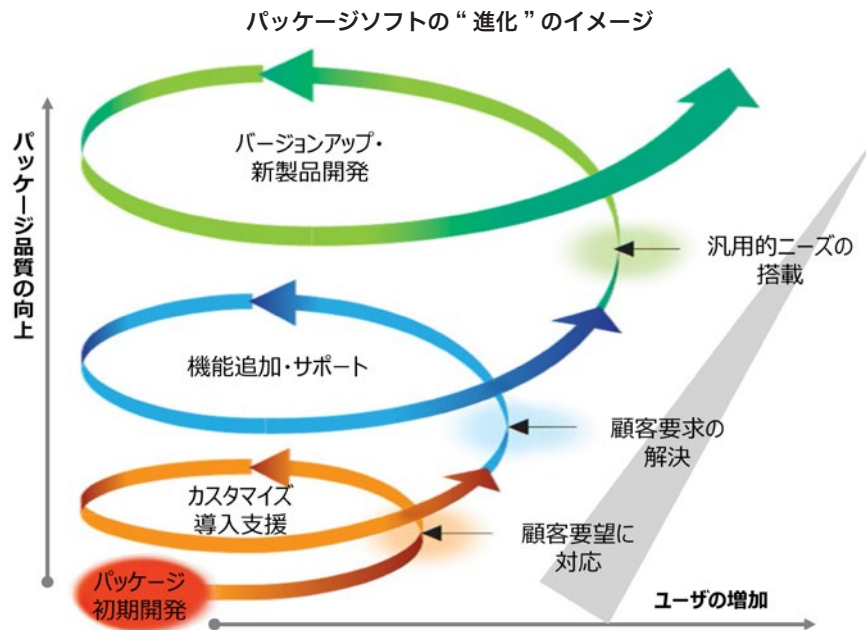 パッケージソフトの“進化”のイメージ
パッケージ品質の向上
バージョンアップ・
新製品開発
汎用的ニーズの
搭載
機能追加・サポート
顧客要求の
解決
カスタマイズ
導入支援
顧客要望に
対応
パッケージ
初期開発
ユーザの増加